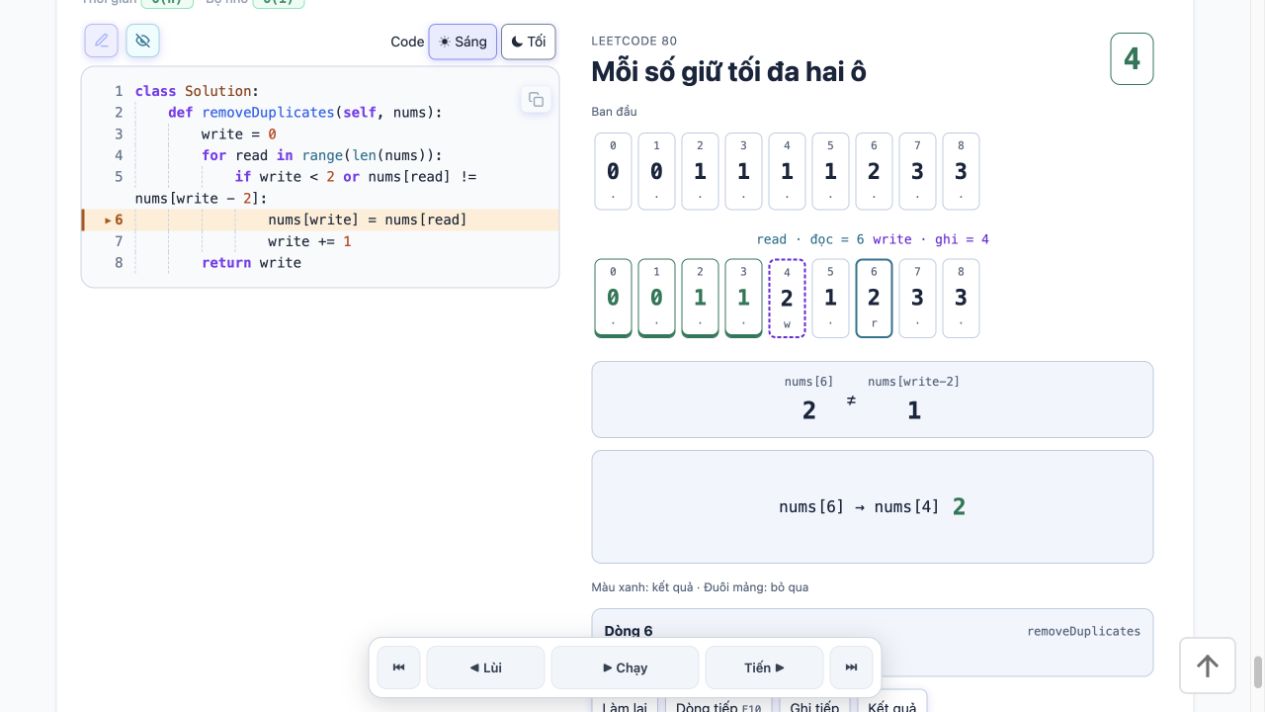 Thời gian O(n) Bộ nhớ O(1)
Code ☀ Sáng Tối
1 class Solution:
2 def removeDuplicates(self, nums):
3 write = 0
4 for read in range(len(nums)):
5 if write < 2 or nums[read] !=
nums[write - 2]:
▸ 6 nums[write] = nums[read]
7 write += 1
8 return write
LEETCODE 80
Mỗi số giữ tối đa hai ô
4
Ban đầu
0 1 2 3 4 5 6 7 8
0 0 1 1 1 1 2 3 3
· · · · · · · · ·
read · đọc = 6 write · ghi = 4
0 1 2 3 4 5 6 7 8
0 0 1 1 2 1 2 3 3
· · · · w · r · ·
nums[6] nums[write-2]
2 ≠ 1
nums[6] → nums[4] 2
Màu xanh: kết quả · Đuôi mảng: bỏ qua
Dòng 6 removeDuplicates
⏮ ◀ Lùi ▶ Chạy Tiến ▶ ⏭
Làm lại Dòng tiếp F10 Ghi tiếp Kết quả